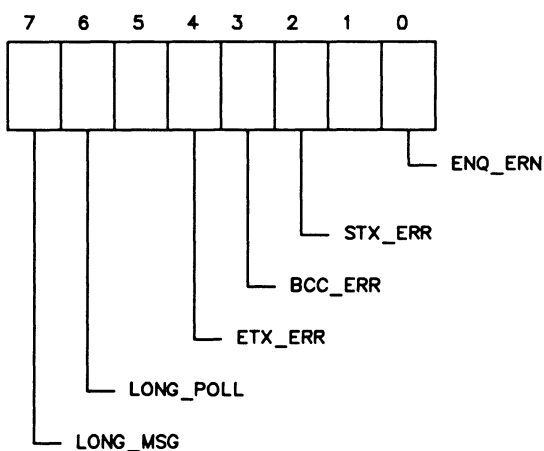 7 6 5 4 3 2 1 0
ENQ_ERN
STX_ERR
BCC_ERR
ETX_ERR
LONG_POLL
LONG_MSG